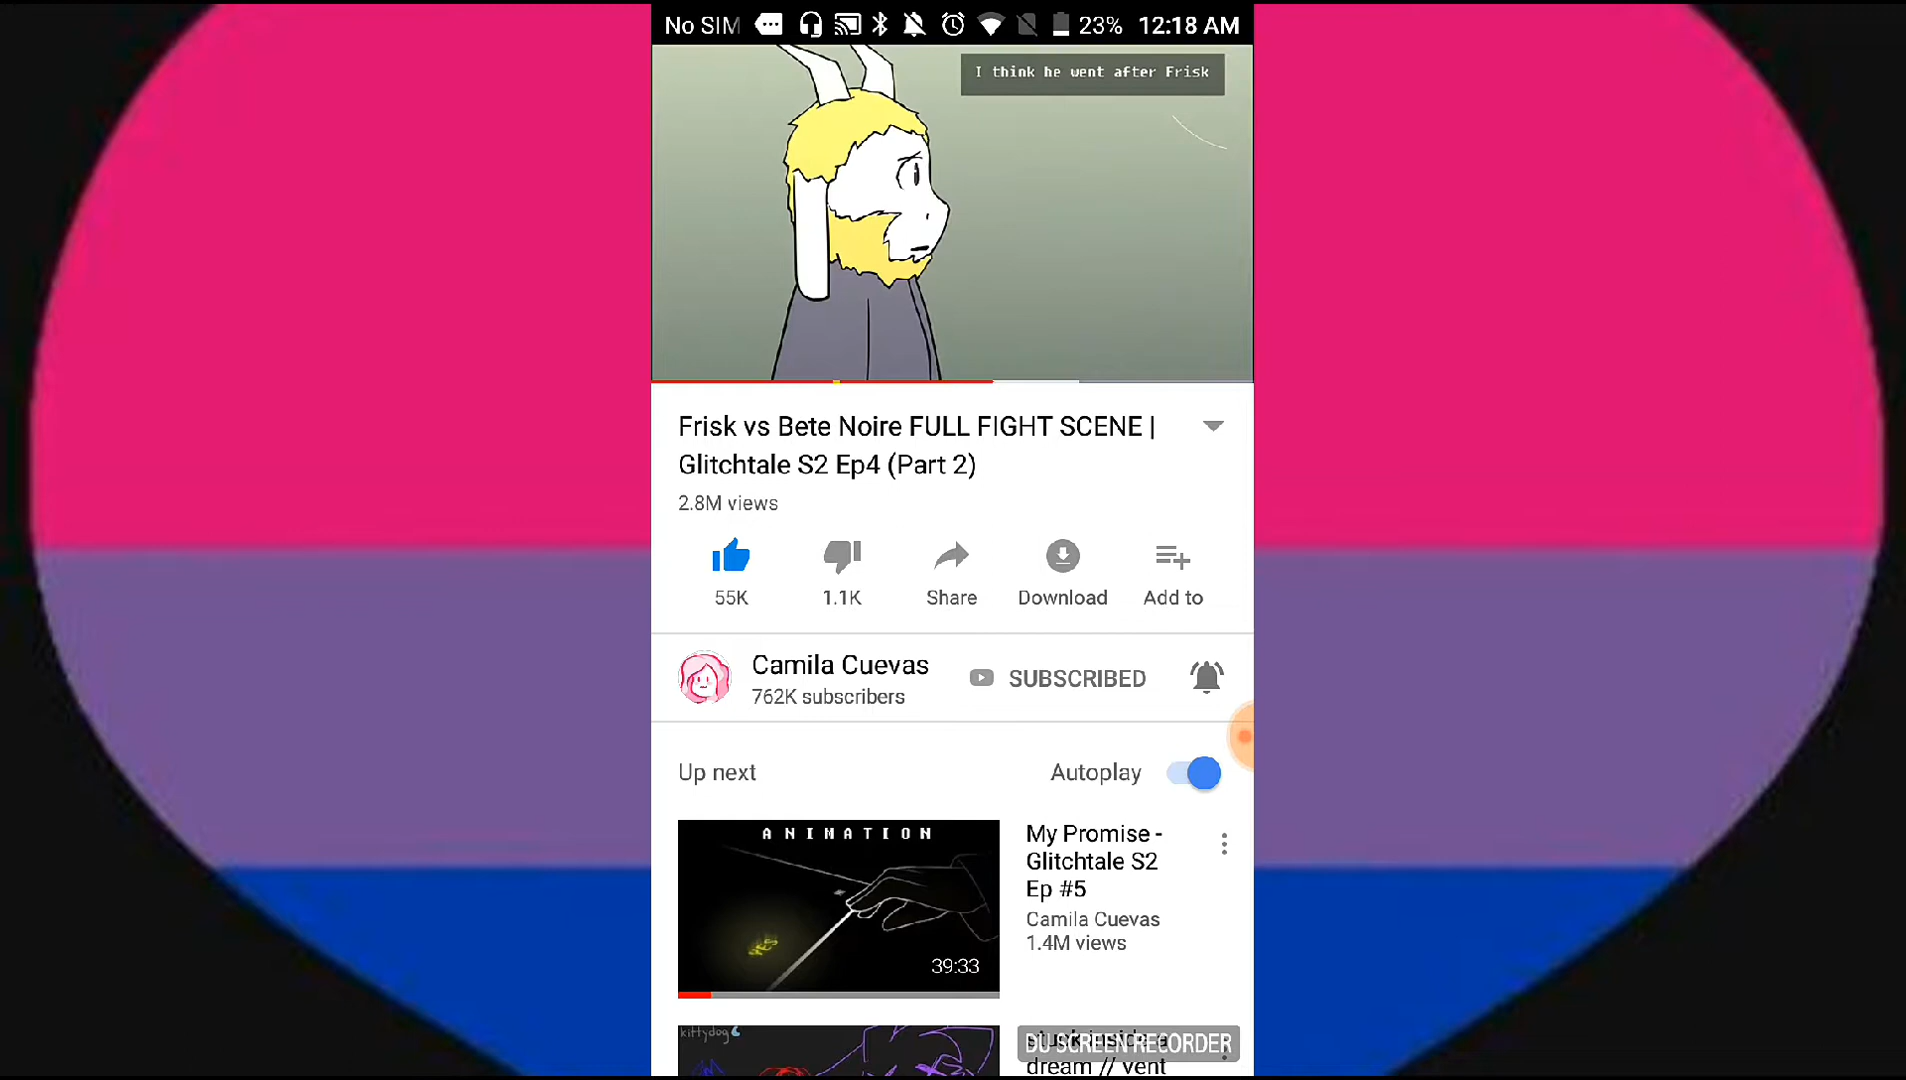 No SIM 23% 12:18 AM
I think he went after Frisk
Frisk vs Bete Noire FULL FIGHT SCENE |
Glitchtale S2 Ep4 (Part 2)
2.8M views
55K 1.1K Share Download Add to
Camila Cuevas
762K subscribers
SUBSCRIBED
Up next Autoplay
ANIMATION
YES
39:33
My Promise -
Glitchtale S2
Ep #5
Camila Cuevas
1.4M views
kittydog
stuck inside a
DU SCREEN RECORDER
dream // vent